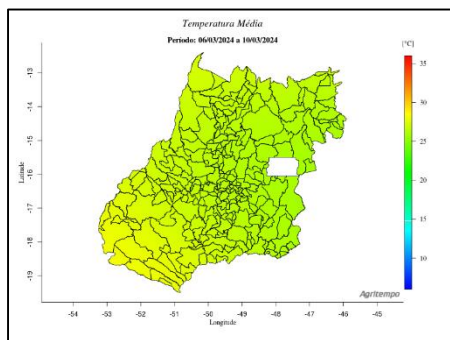 Temperatura Média
Período: 06/03/2024 a 10/03/2024
[°C]
35
30
25
20
15
10
Latitude
-13
-14
-15
-16
-17
-18
-19
Agritempo
-54 -53 -52 -51 -50 -49 -48 -47 -46 -45
Longitude